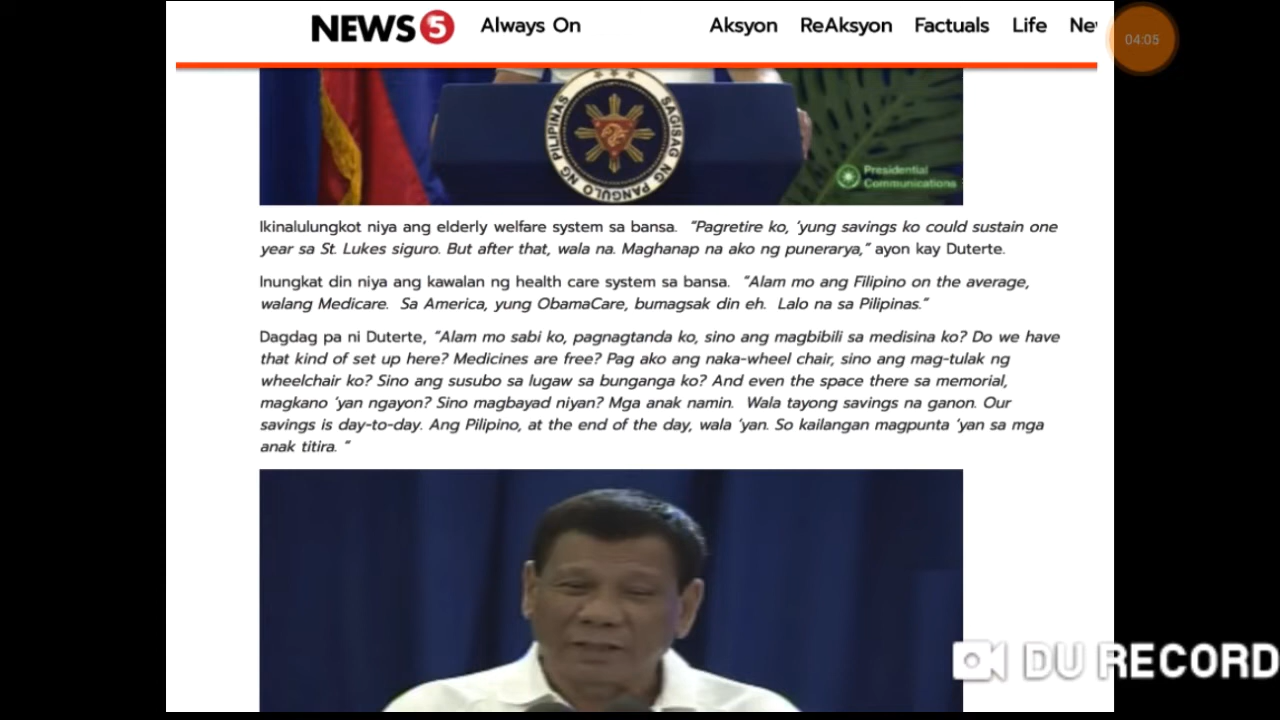 NEWS 5 Always On Aksyon ReAksyon Factuals Life Ne
04:05
SAGISAG NG PANGULO NG PILIPINAS
Presidential
Communications
Ikinalulungkot niya ang elderly welfare system sa bansa. “Pagretire ko, ‘yung savings ko could sustain one
year sa St. Lukes siguro. But after that, wala na. Maghanap na ako ng punerarya,” ayon kay Duterte.
Inungkat din niya ang kawalan ng health care system sa bansa. “Alam mo ang Filipino on the average,
walang Medicare. Sa America, yung ObamaCare, bumagsak din eh. Lalo na sa Pilipinas.”
Dagdag pa ni Duterte, “Alam mo sabi ko, pagnagtanda ko, sino ang magbibili sa medisina ko? Do we have
that kind of set up here? Medicines are free? Pag ako ang naka-wheel chair, sino ang mag-tulak ng
wheelchair ko? Sino ang susubo sa lugaw sa bunganga ko? And even the space there sa memorial,
magkano ‘yan ngayon? Sino magbayad niyan? Mga anak namin. Wala tayong savings na ganon. Our
savings is day-to-day. Ang Pilipino, at the end of the day, wala ‘yan. So kailangan magpunta ‘yan sa mga
anak titira. ”
DU RECORD